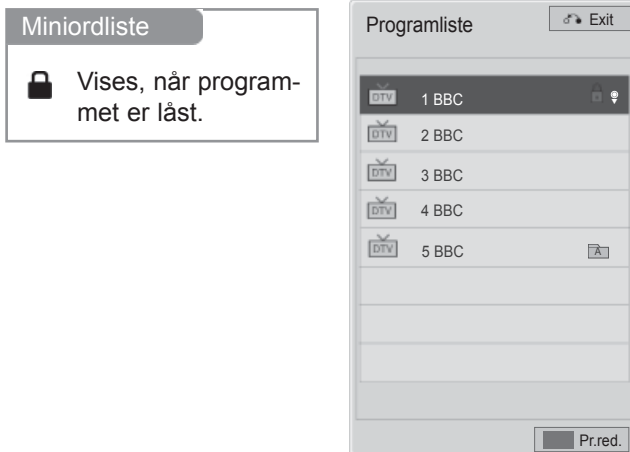 Miniordliste
Vises, når program-
met er låst.
Programliste
Exit
DTV 1 BBC
DTV 2 BBC
DTV 3 BBC
DTV 4 BBC
DTV 5 BBC A
Pr.red.